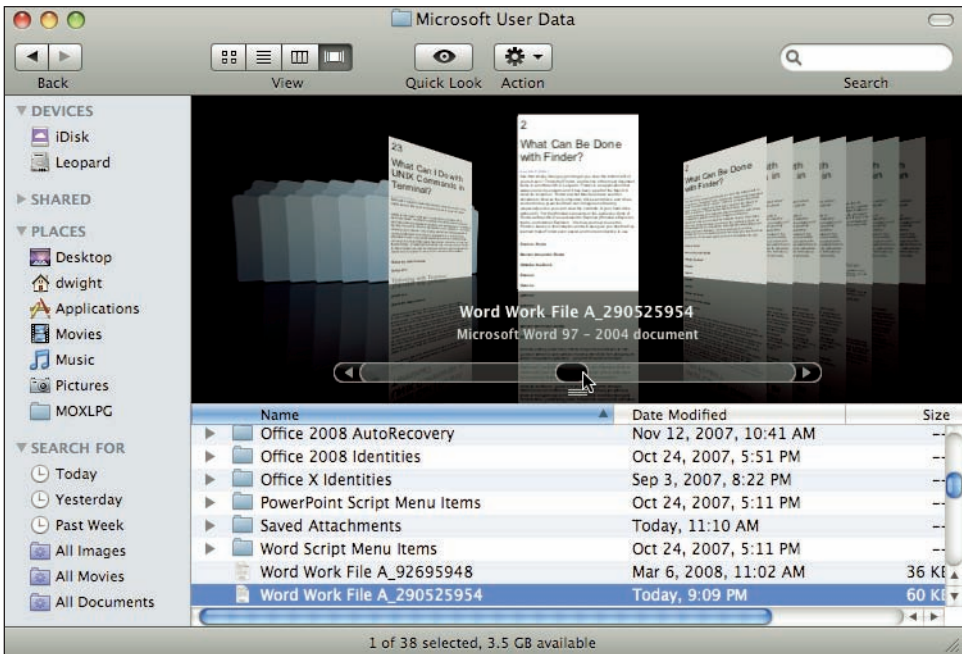 Microsoft User Data
Back
View
Quick Look
Action
Search
DEVICES
iDisk
Leopard
SHARED
PLACES
Desktop
dwight
Applications
Movies
Music
Pictures
MOXLPG
SEARCH FOR
Today
Yesterday
Past Week
All Images
All Movies
All Documents
23
What Can I Do with
UNIX Commands in
Terminal?
2
What Can Be Done
with Finder?
2
What Can Be Done
with Finder?
Word Work File A_290525954
Microsoft Word 97 – 2004 document
Name Date Modified Size
Office 2008 AutoRecovery Nov 12, 2007, 10:41 AM --
Office 2008 Identities Oct 24, 2007, 5:51 PM --
Office X Identities Sep 3, 2007, 8:22 PM --
PowerPoint Script Menu Items Oct 24, 2007, 5:11 PM --
Saved Attachments Today, 11:10 AM --
Word Script Menu Items Oct 24, 2007, 5:11 PM --
Word Work File A_92695948 Mar 6, 2008, 11:02 AM 36 KB
Word Work File A_290525954 Today, 9:09 PM 60 KB
1 of 38 selected, 3.5 GB available